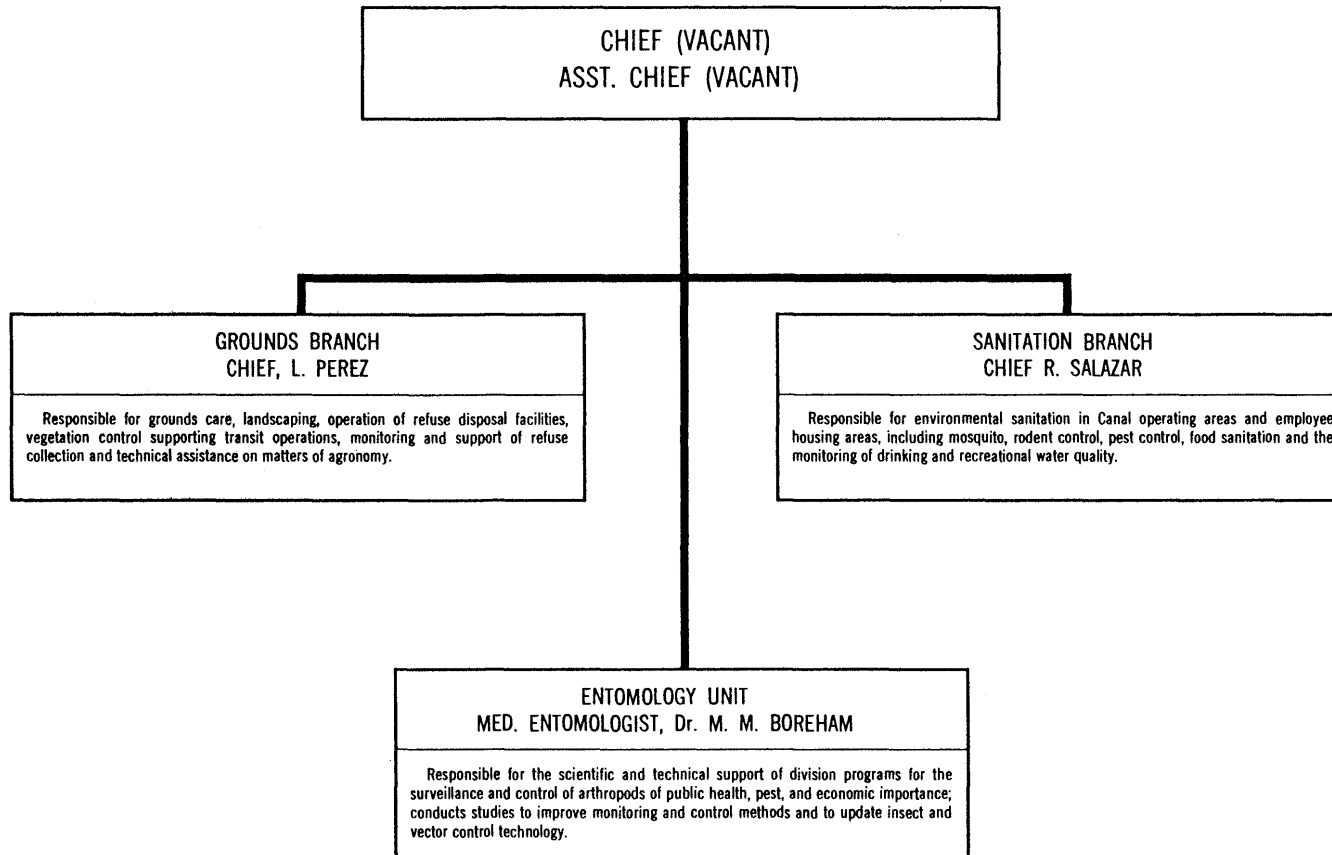 CHIEF (VACANT)
ASST. CHIEF (VACANT)
GROUNDS BRANCH
CHIEF, L. PEREZ
Responsible for grounds care, landscaping, operation of refuse disposal facilities,
vegetation control supporting transit operations, monitoring and support of refuse
collection and technical assistance on matters of agronomy.
SANITATION BRANCH
CHIEF R. SALAZAR
Responsible for environmental sanitation in Canal operating areas and employee
housing areas, including mosquito, rodent control, pest control, food sanitation and the
monitoring of drinking and recreational water quality.
ENTOMOLOGY UNIT
MED. ENTOMOLOGIST, Dr. M. M. BOREHAM
Responsible for the scientific and technical support of division programs for the
surveillance and control of arthropods of public health, pest, and economic importance;
conducts studies to improve monitoring and control methods and to update insect and
vector control technology.